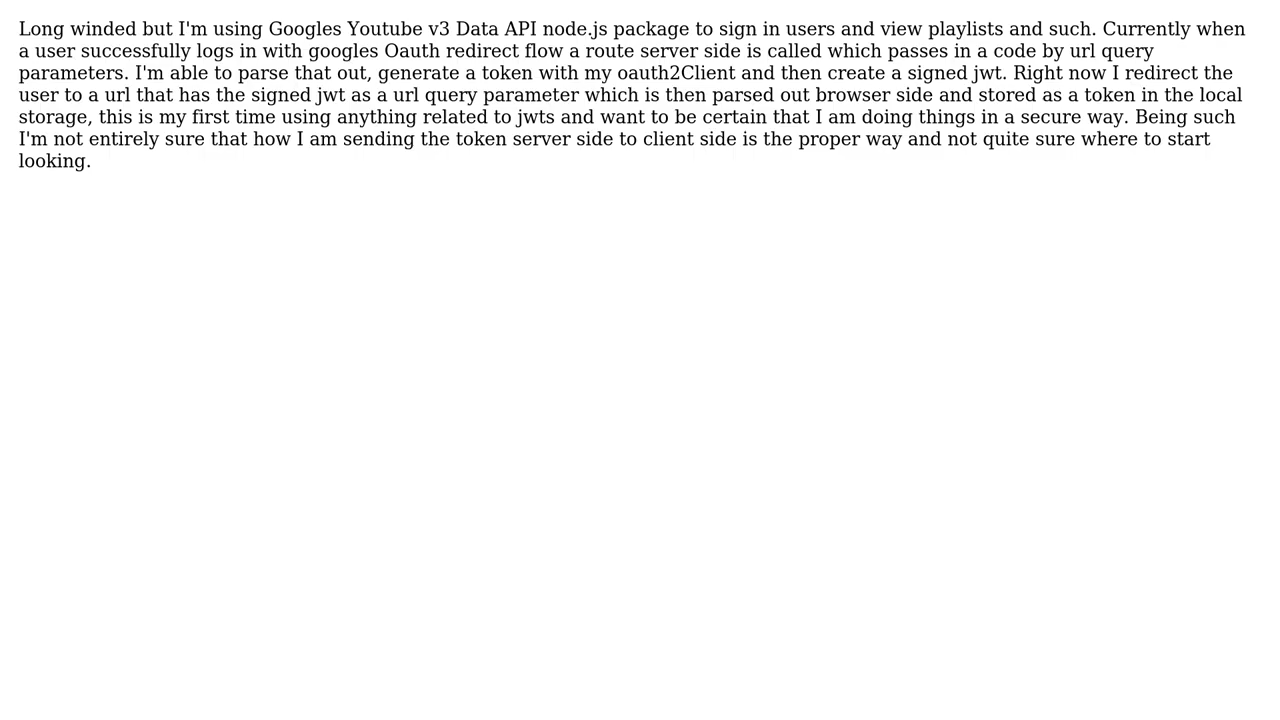 Long winded but I'm using Googles Youtube v3 Data API node.js package to sign in users and view playlists and such. Currently when
a user successfully logs in with googles Oauth redirect flow a route server side is called which passes in a code by url query
parameters. I'm able to parse that out, generate a token with my oauth2Client and then create a signed jwt. Right now I redirect the
user to a url that has the signed jwt as a url query parameter which is then parsed out browser side and stored as a token in the local
storage, this is my first time using anything related to jwts and want to be certain that I am doing things in a secure way. Being such
I'm not entirely sure that how I am sending the token server side to client side is the proper way and not quite sure where to start
looking.